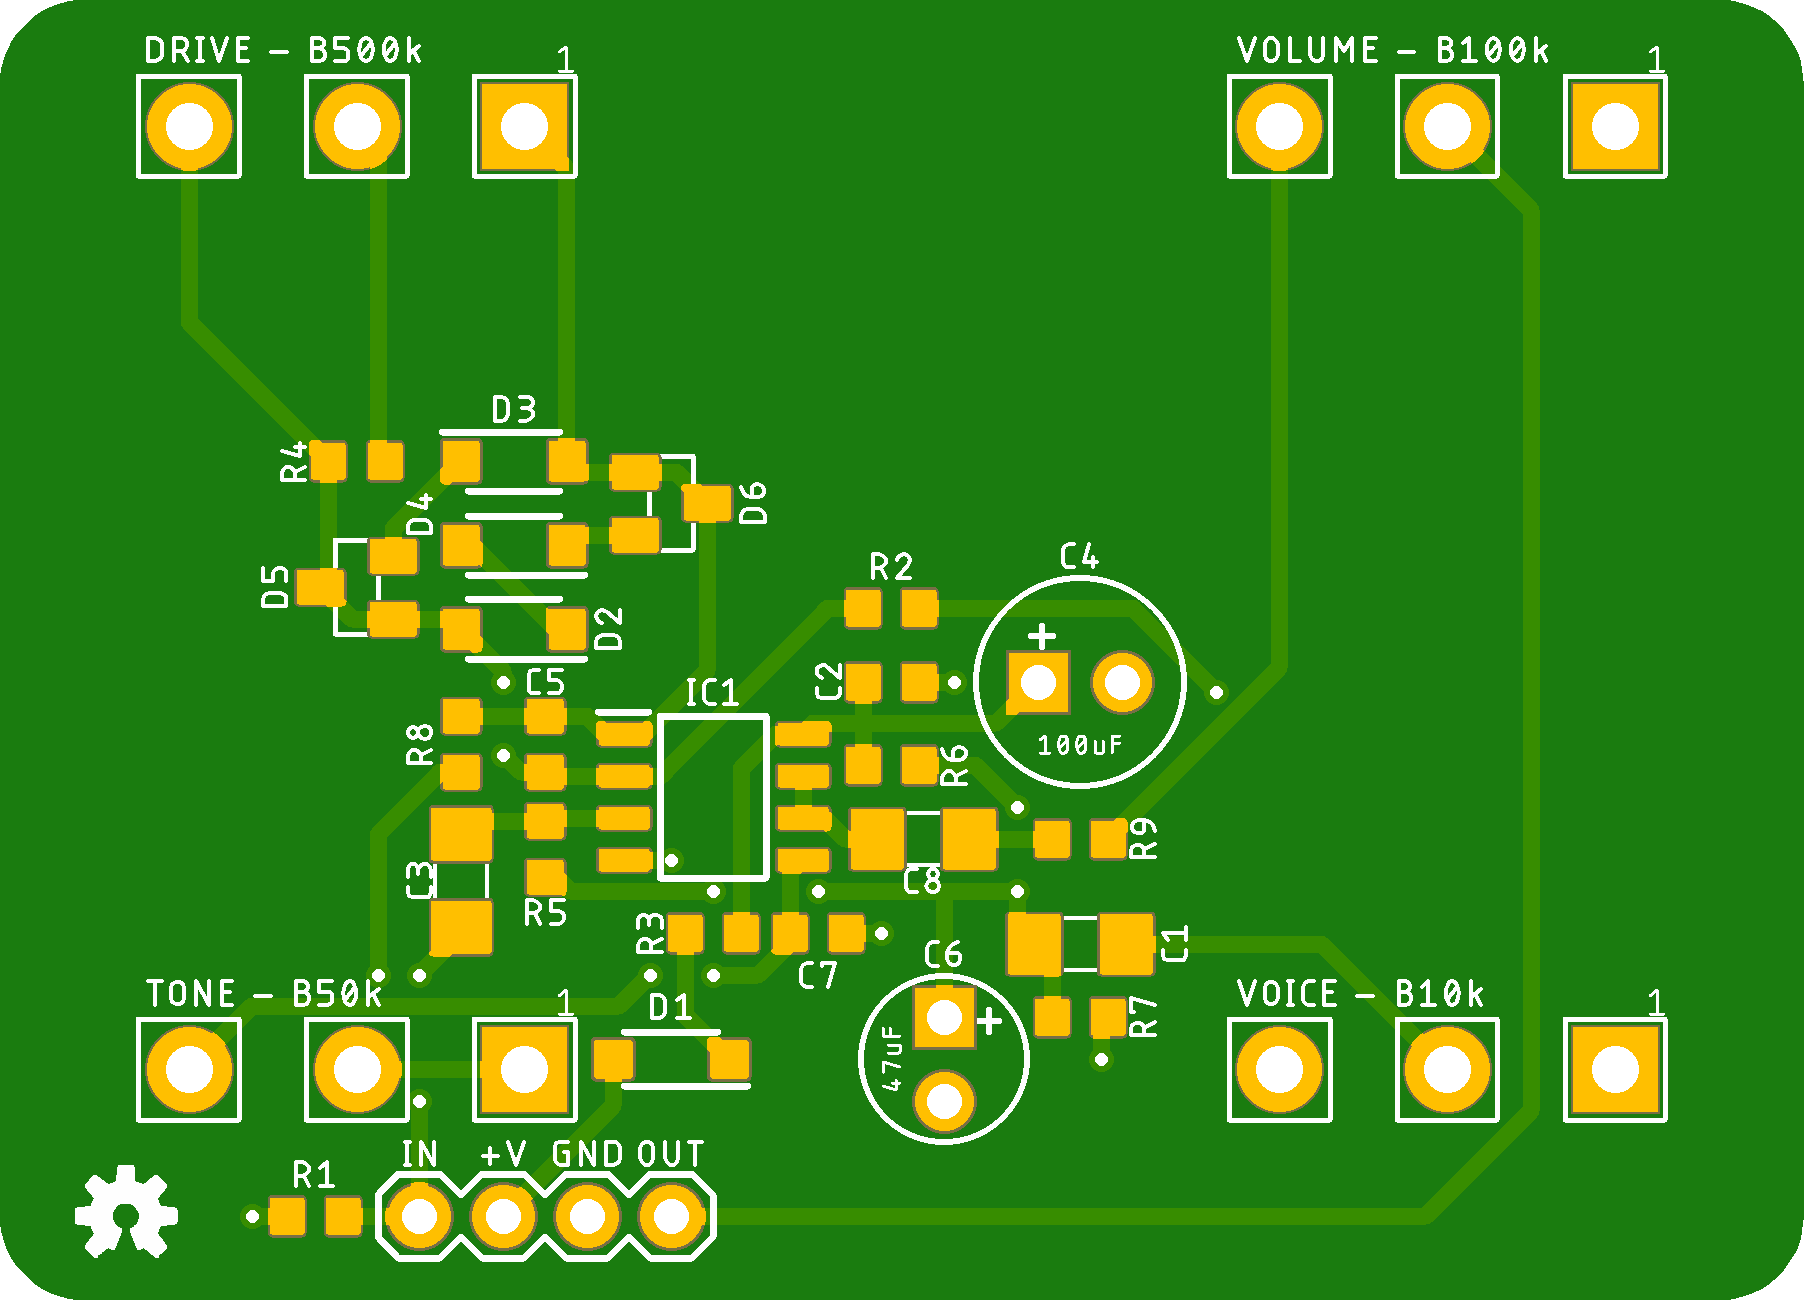 DRIVE - B500k
1
VOLUME - B100k
1
D3
R4
D4
D6
D5
D2
R2
C4
+
C2
C5
IC1
R8
100uF
R6
R9
C3
C8
R5
R3
C6
C1
C7
TONE - B50k
1
D1
+
47uF
R7
VOICE - B10k
1
IN +V GND OUT
R1